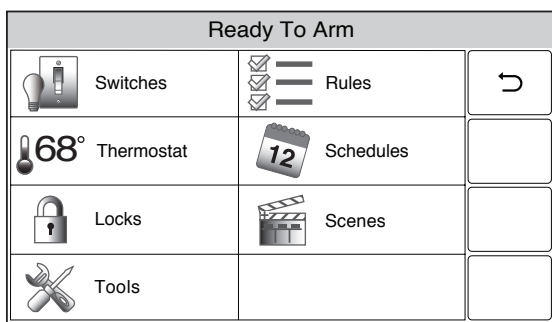 Ready To Arm
Switches
Rules
68° Thermostat
12 Schedules
Locks
Scenes
Tools